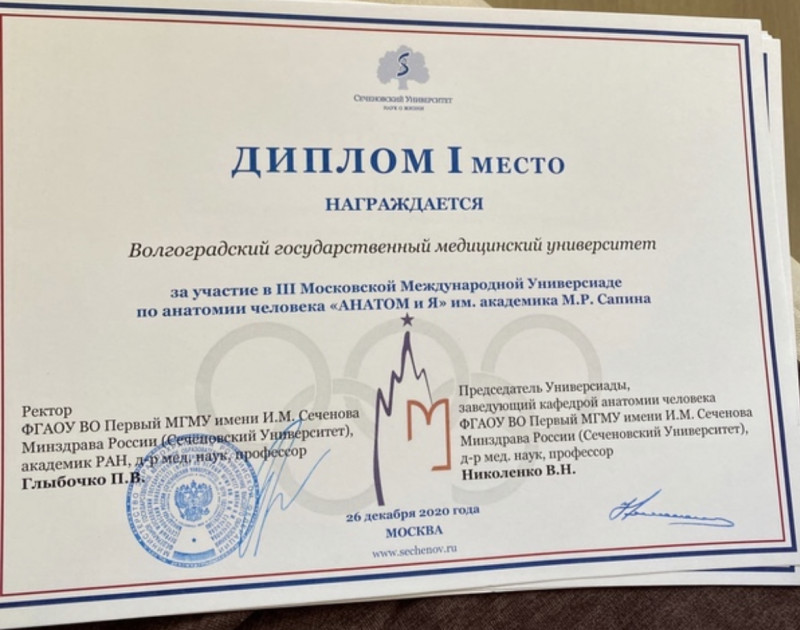 Сеченовский Университет
НАУК О ЖИЗНИ
ДИПЛОМ I МЕСТО
НАГРАЖДАЕТСЯ
Волгоградский государственный медицинский университет
за участие в III Московской Международной Универсиаде
по анатомии человека «АНАТОМ и Я» им. академика М.Р. Сапина
Ректор
ФГАОУ ВО Первый МГМУ имени И.М. Сеченова
Минздрава России (Сеченовский Университет),
академик РАН, д-р мед. наук, профессор
Глыбочко П.В.
Председатель Универсиады,
заведующий кафедрой анатомии человека
ФГАОУ ВО Первый МГМУ имени И.М. Сеченова
Минздрава России (Сеченовский Университет),
д-р мед. наук, профессор
Николенко В.Н.
26 декабря 2020 года
МОСКВА
www.sechenov.ru